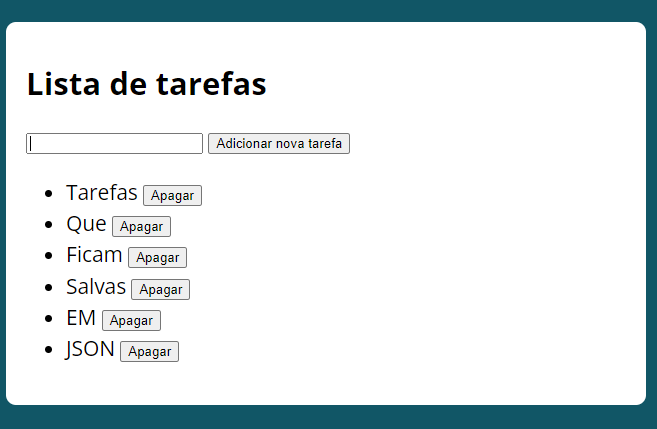 Lista de tarefas
Adicionar nova tarefa
Tarefas Apagar
Que Apagar
Ficam Apagar
Salvas Apagar
EM Apagar
JSON Apagar